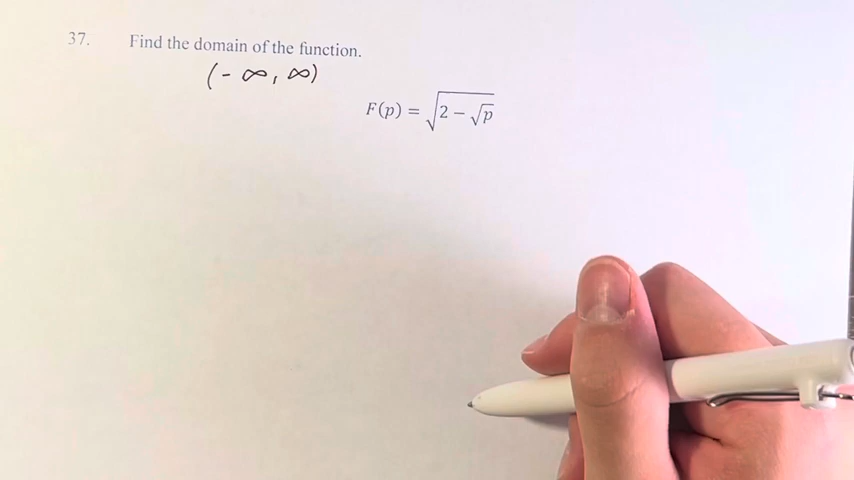 37. Find the domain of the function.
(-∞, ∞)
F(p) = √(2 − √p)